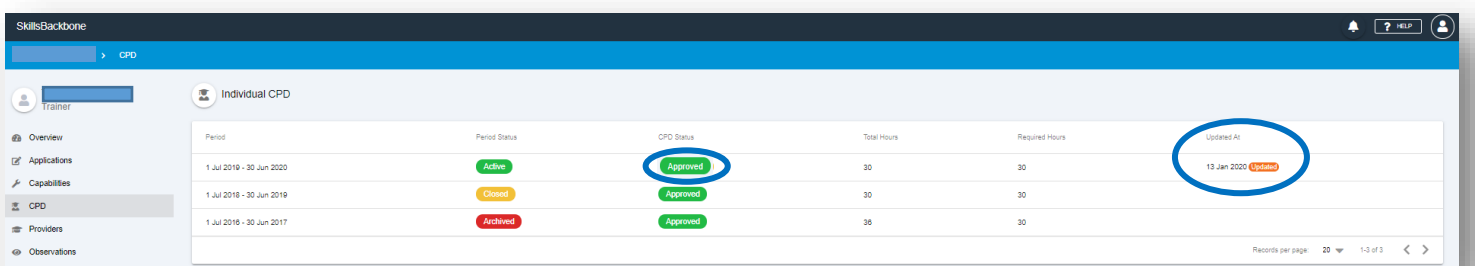 SkillsBackbone
? HELP
> CPD
Trainer
Individual CPD
Overview
Applications
Capabilities
CPD
Providers
Observations
Period Period Status CPD Status Total Hours Required Hours Updated At
1 Jul 2019 - 30 Jun 2020 Active Approved 30 30 13 Jan 2020 Updated
1 Jul 2018 - 30 Jun 2019 Closed Approved 30 30
1 Jul 2016 - 30 Jun 2017 Archived Approved 36 30
Records per page: 20 1-3 of 3 < >